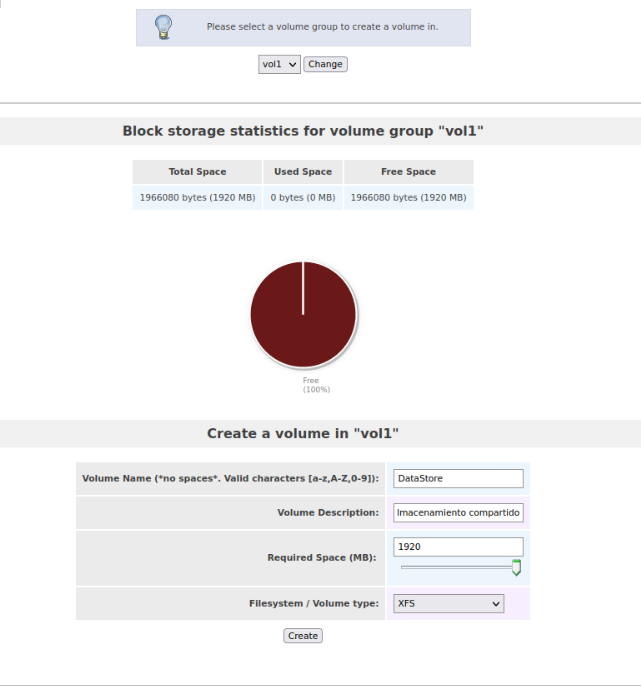 Please select a volume group to create a volume in.
vol1 Change
Block storage statistics for volume group "vol1"
Total Space Used Space Free Space
1966080 bytes (1920 MB) 0 bytes (0 MB) 1966080 bytes (1920 MB)
Free
(100%)
Create a volume in "vol1"
Volume Name (*no spaces*. Valid characters [a-z,A-Z,0-9]): DataStore
Volume Description: lmacenamiento compartido
Required Space (MB): 1920
Filesystem / Volume type: XFS
Create